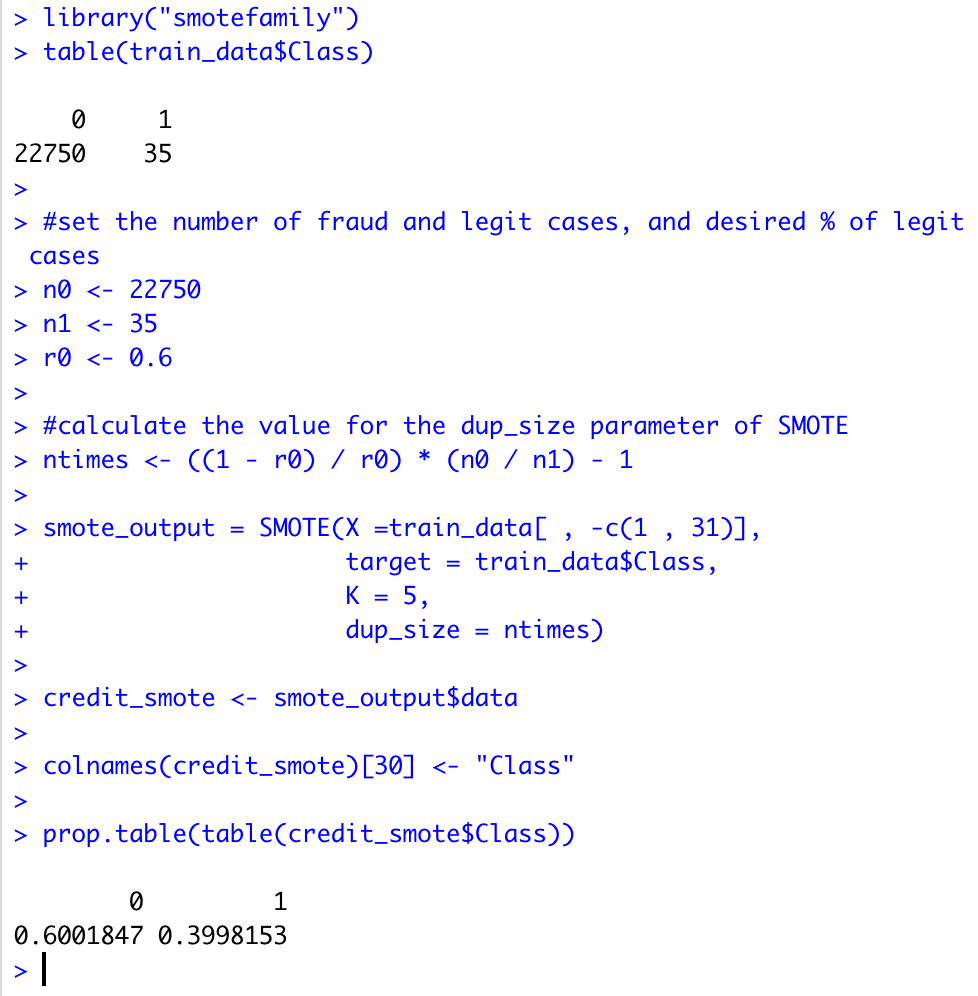 > library("smotefamily")
> table(train_data$Class)

    0     1
22750    35
>
> #set the number of fraud and legit cases, and desired % of legit
 cases
> n0 <- 22750
> n1 <- 35
> r0 <- 0.6
>
> #calculate the value for the dup_size parameter of SMOTE
> ntimes <- ((1 - r0) / r0) * (n0 / n1) - 1
>
> smote_output = SMOTE(X =train_data[ , -c(1 , 31)],
+                      target = train_data$Class,
+                      K = 5,
+                      dup_size = ntimes)
>
> credit_smote <- smote_output$data
>
> colnames(credit_smote)[30] <- "Class"
>
> prop.table(table(credit_smote$Class))

        0         1
0.6001847 0.3998153
>